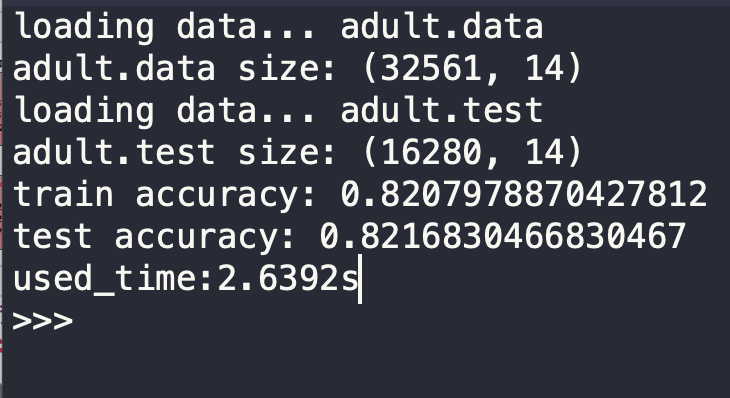 loading data... adult.data
adult.data size: (32561, 14)
loading data... adult.test
adult.test size: (16280, 14)
train accuracy: 0.8207978870427812
test accuracy: 0.8216830466830467
used_time:2.6392s
>>>